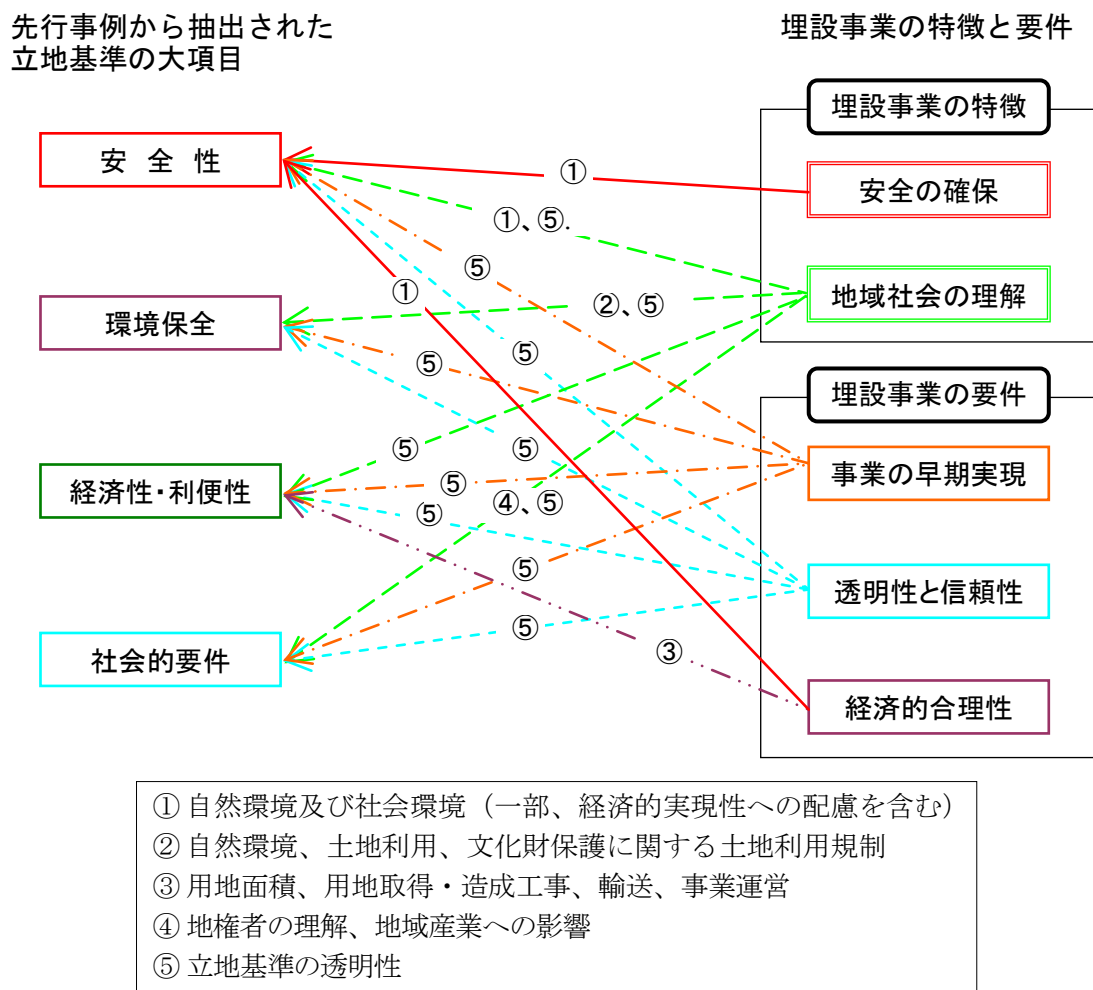 先行事例から抽出された
立地基準の大項目
埋設事業の特徴と要件
埋設事業の特徴
安 全 性
①
安全の確保
①、⑤.
⑤
①
地域社会の理解
環境保全
②、⑤
⑤
⑤
埋設事業の要件
⑤
⑤
事業の早期実現
経済性・利便性
⑤
④、⑤
⑤
⑤
透明性と信頼性
⑤
社会的要件
③
経済的合理性
① 自然環境及び社会環境（一部、経済的実現性への配慮を含む）
② 自然環境、土地利用、文化財保護に関する土地利用規制
③ 用地面積、用地取得・造成工事、輸送、事業運営
④ 地権者の理解、地域産業への影響
⑤ 立地基準の透明性